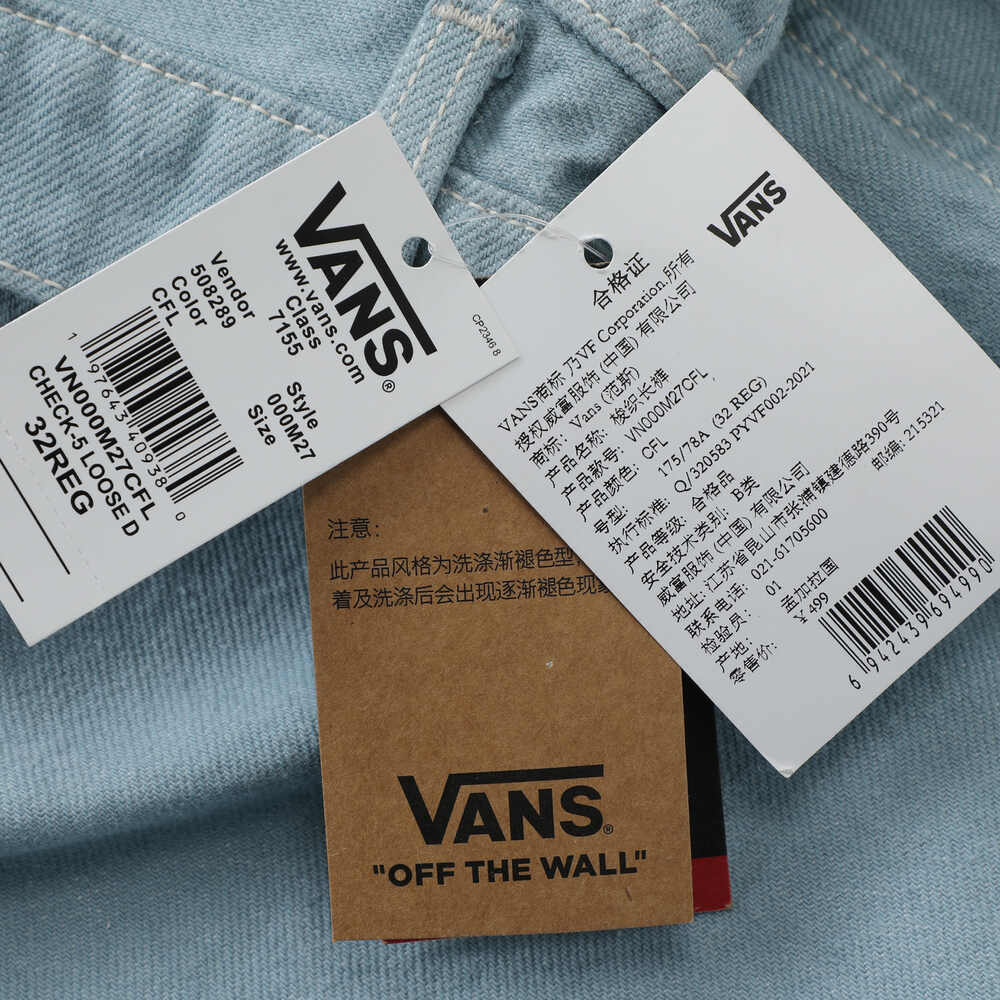 VANS®
www.vans.com
Class
7155
Style
000M27
Size
Vendor
508289
Color
CFL
1 97643 40938 0
VN000M27CFL
CHECK-5 LOOSE D
32REG
CP2346 8
VANS
合格证
VANS商标 乃VF Corporation.所有
授权威富服饰 (中国) 有限公司
商标: Vans (范斯)
产品名称: 梭织长裤
产品款号: VN000M27CFL
产品颜色: CFL
号型: 175/78A (32 REG)
执行标准: Q/320583 PYVF002-2021
产品等级: 合格品
安全技术类别: B类
威富服饰 (中国) 有限公司
地址: 江苏省昆山市张浦镇建德路390号
联系电话: 021-61705600 邮编: 215321
检验员: 01
产地: 孟加拉国
零售价: ¥ 499
6 942439 694990
注意:
此产品风格为洗涤渐褪色型
着及洗涤后会出现逐渐褪色现
VANS®
"OFF THE WALL"